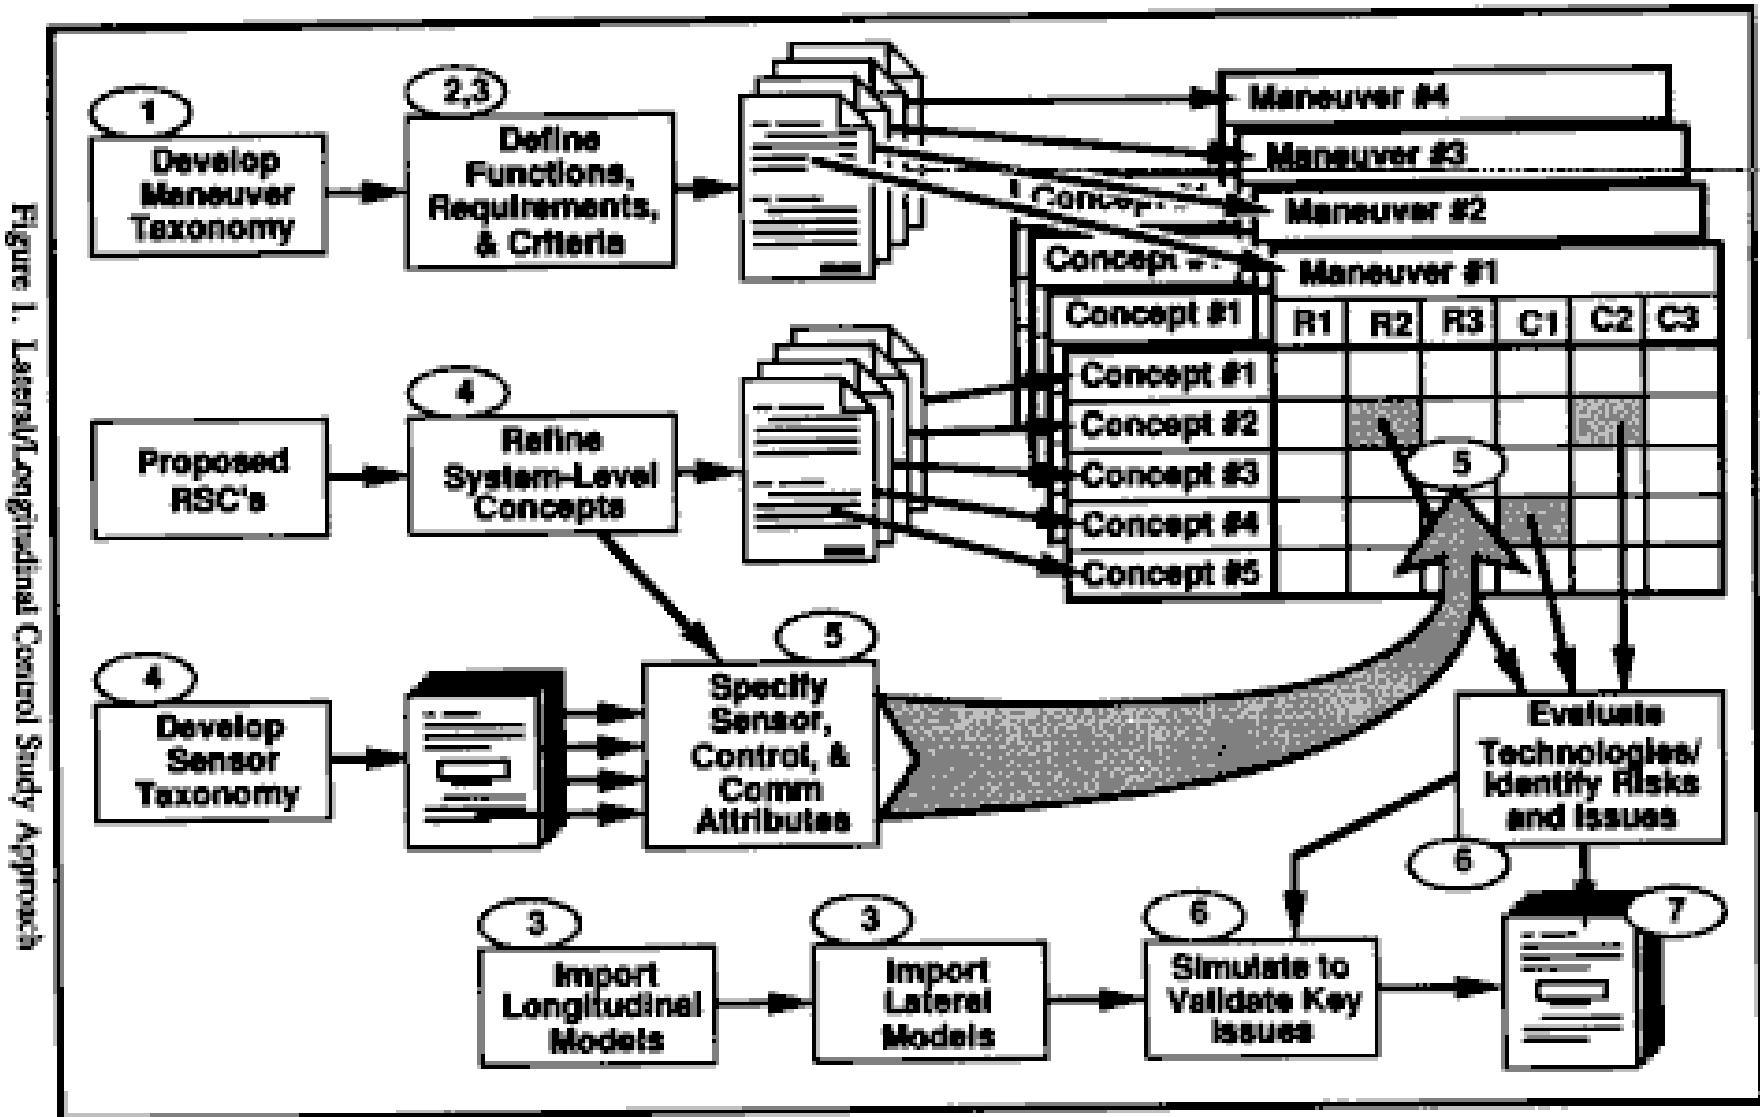 1
Develop
Maneuver
Taxonomy
2,3
Define
Functions,
Requirements,
& Criteria
Maneuver #4
Maneuver #3
Maneuver #2
Maneuver #1
R1 R2 R3 C1 C2 C3
Concept
Concept
Concept #1
Concept #1
Concept #2
Concept #3
Concept #4
Concept #5
5
Proposed
RSC's
4
Refine
System-Level
Concepts
4
Develop
Sensor
Taxonomy
5
Specify
Sensor,
Control, &
Comm
Attributes
Evaluate
Technologies/
Identify Risks
and Issues
6
3
Import
Longitudinal
Models
3
Import
Lateral
Models
6
Simulate to
Validate Key
Issues
7
Figure 1. Lateral/Longitudinal Control Study Approach